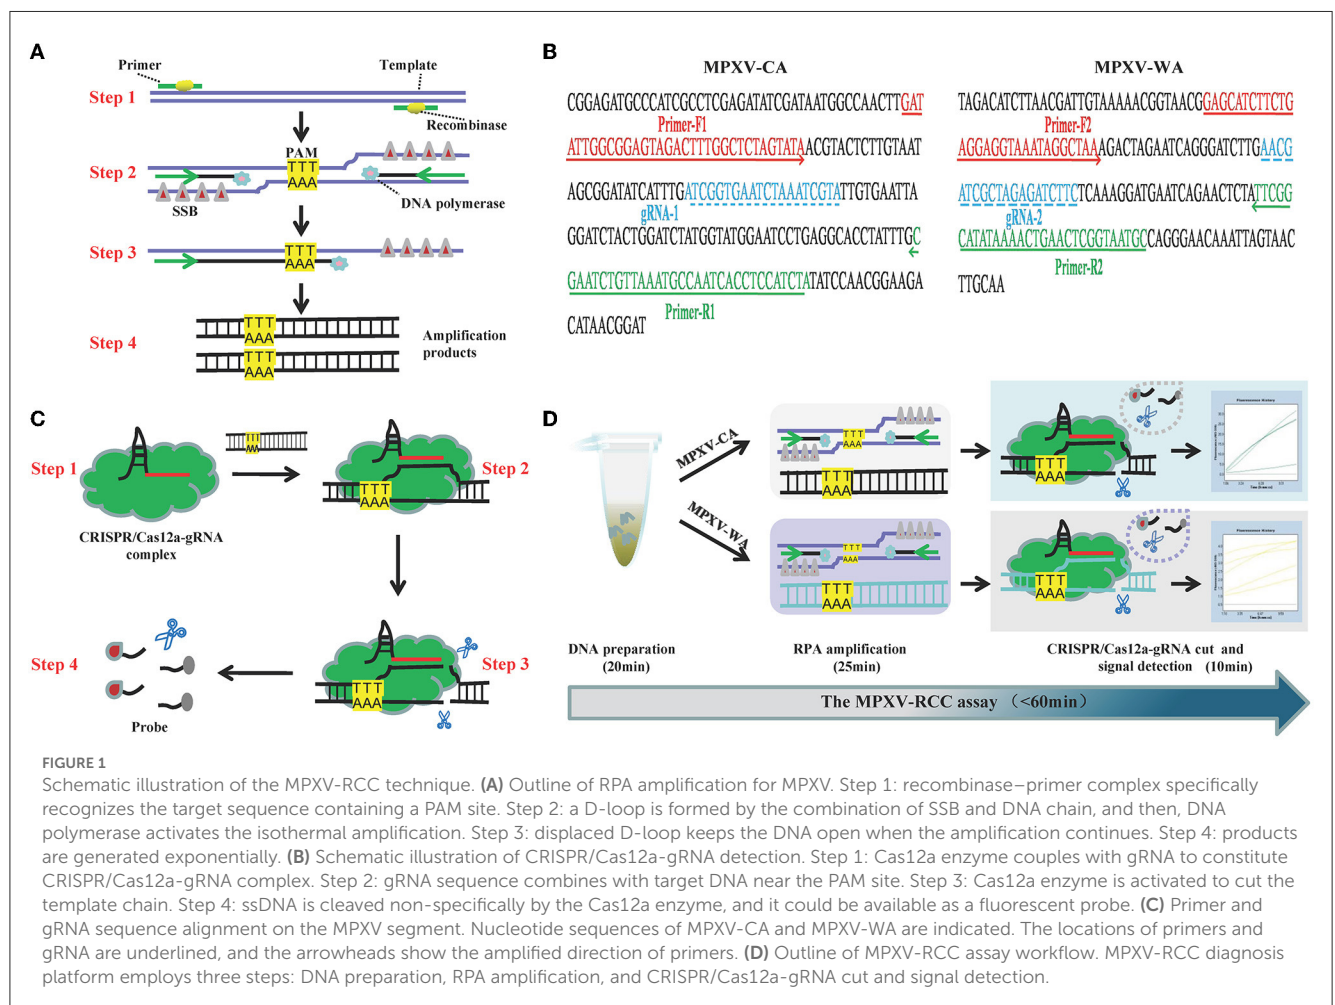 A
Primer
Template
Step 1
Recombinase
PAM
TTT
AAA
Step 2
SSB
DNA polymerase
Step 3
TTT
AAA
Step 4
TTT
AAA
TTT
AAA
Amplification
products
B
MPXV-CA
CGGAGATGCCCATCGCCTCGAGATATCGATAATGGCCAACTTGAT
Primer-F1
ATTGGCGGAGTAGACTTTGGCTCTAGTATAACGTACTCTTGTAAT
AGCGGATATCATTTGATCGGTGAATCTAAATCGTATTGTGAATTA
gRNA-1
GGATCTACTGGATCTATGGTATGGAATCCTGAGGCACCTATTTGC
GAATCTGTTAAATGCCAATCACCTCCATCTATATCCAACGGAAGA
Primer-R1
CATAACGGAT
MPXV-WA
TAGACATCTTAACGATTGTAAAAACGGTAACGGAGCATCTTCTG
Primer-F2
AGGAGGTAAATAGGCTAAAGACTAGAATCAGGGATCTTGAACG
ATCGCTAGAGATCTTCTCAAAGGATGAATCAGAACTCTATTCGG
gRNA-2
CATATAAAACTGAACTCGGTAATGCCAGGGAACAAATTAGTAAC
Primer-R2
TTGCAA
C
Step 1
CRISPR/Cas12a-gRNA
complex
Step 2
TTT
AAA
Step 3
TTT
AAA
Step 4
Probe
D
MPXV-CA
MPXV-WA
TTT
AAA
TTT
AAA
TTT
AAA
TTT
AAA
TTT
AAA
TTT
AAA
Fluorescence History
Fluorescence History
DNA preparation
(20min)
RPA amplification
(25min)
CRISPR/Cas12a-gRNA cut and
signal detection (10min)
The MPXV-RCC assay (<60min)
FIGURE 1
Schematic illustration of the MPXV-RCC technique. (A) Outline of RPA amplification for MPXV. Step 1: recombinase–primer complex specifically
recognizes the target sequence containing a PAM site. Step 2: a D-loop is formed by the combination of SSB and DNA chain, and then, DNA
polymerase activates the isothermal amplification. Step 3: displaced D-loop keeps the DNA open when the amplification continues. Step 4: products
are generated exponentially. (B) Schematic illustration of CRISPR/Cas12a-gRNA detection. Step 1: Cas12a enzyme couples with gRNA to constitute
CRISPR/Cas12a-gRNA complex. Step 2: gRNA sequence combines with target DNA near the PAM site. Step 3: Cas12a enzyme is activated to cut the
template chain. Step 4: ssDNA is cleaved non-specifically by the Cas12a enzyme, and it could be available as a fluorescent probe. (C) Primer and
gRNA sequence alignment on the MPXV segment. Nucleotide sequences of MPXV-CA and MPXV-WA are indicated. The locations of primers and
gRNA are underlined, and the arrowheads show the amplified direction of primers. (D) Outline of MPXV-RCC assay workflow. MPXV-RCC diagnosis
platform employs three steps: DNA preparation, RPA amplification, and CRISPR/Cas12a-gRNA cut and signal detection.